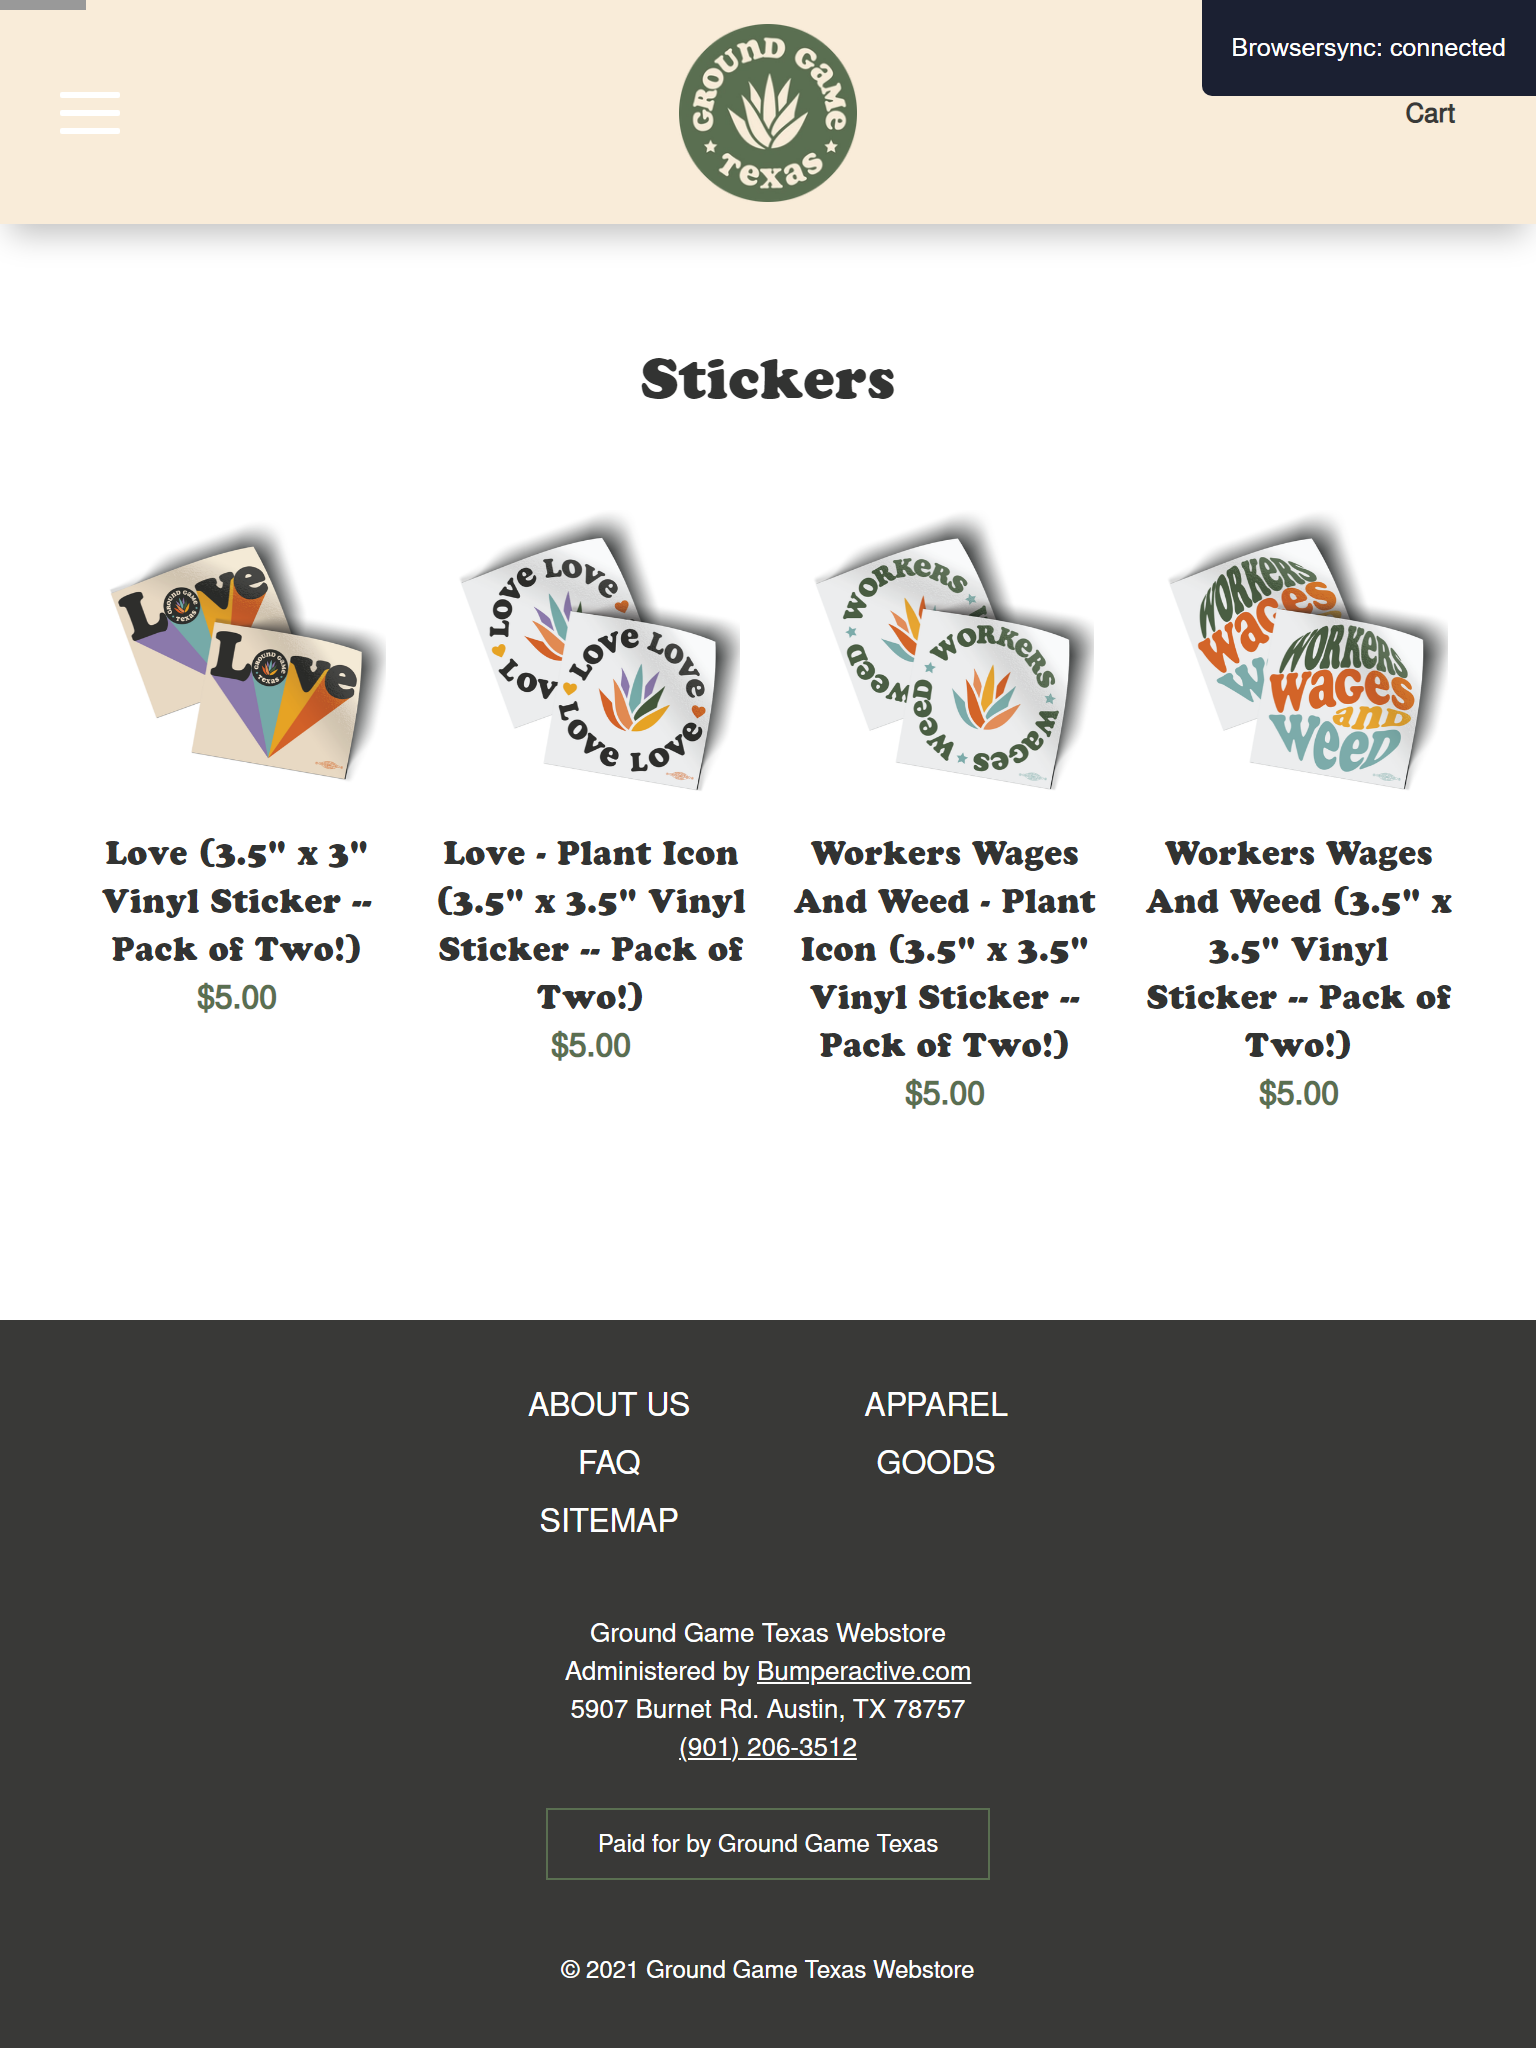 GROUND GAME
TEXAS
Browsersync: connected
Cart
Stickers
Love
GROUND GAME
TEXAS
Love
GROUND GAME
TEXAS
Love Love
Lov
Love Love
Love Love
WORKERS W
WEED
WORKERS
WAGES
WEED
WORKERS
Wages
W
WORKERS
Wages
and
WEED
Love (3.5" x 3"
Vinyl Sticker --
Pack of Two!)
$5.00
Love - Plant Icon
(3.5" x 3.5" Vinyl
Sticker -- Pack of
Two!)
$5.00
Workers Wages
And Weed - Plant
Icon (3.5" x 3.5"
Vinyl Sticker --
Pack of Two!)
$5.00
Workers Wages
And Weed (3.5" x
3.5" Vinyl
Sticker -- Pack of
Two!)
$5.00
ABOUT US
FAQ
SITEMAP
APPAREL
GOODS
Ground Game Texas Webstore
Administered by Bumperactive.com
5907 Burnet Rd. Austin, TX 78757
(901) 206-3512
Paid for by Ground Game Texas
© 2021 Ground Game Texas Webstore